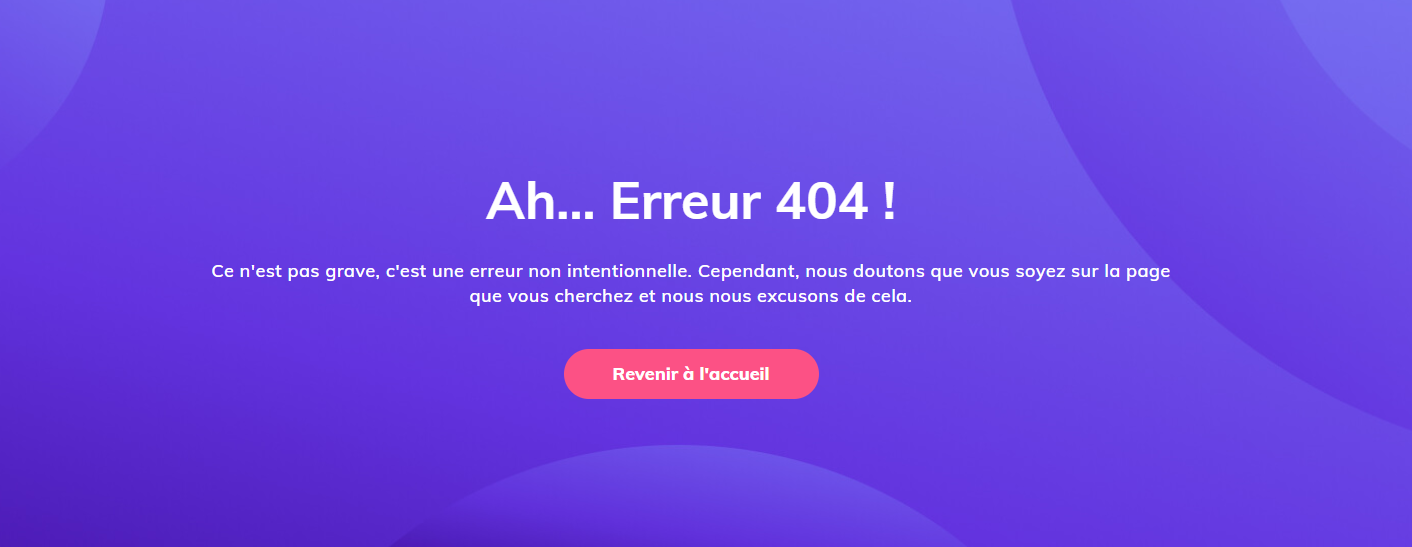 Ah... Erreur 404 !
Ce n'est pas grave, c'est une erreur non intentionnelle. Cependant, nous doutons que vous soyez sur la page
que vous cherchez et nous nous excusons de cela.
Revenir à l'accueil